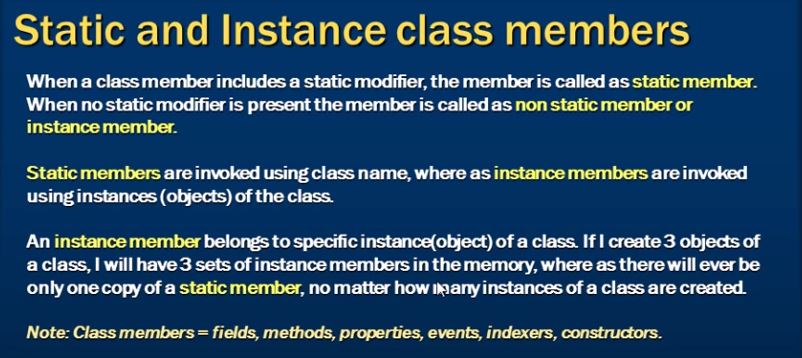 Static and Instance class members
When a class member includes a static modifier, the member is called as static member.
When no static modifier is present the member is called as non static member or
instance member.
Static members are invoked using class name, where as instance members are invoked
using instances (objects) of the class.
An instance member belongs to specific instance(object) of a class. If I create 3 objects of
a class, I will have 3 sets of instance members in the memory, where as there will ever be
only one copy of a static member, no matter how many instances of a class are created.
Note: Class members = fields, methods, properties, events, indexers, constructors.